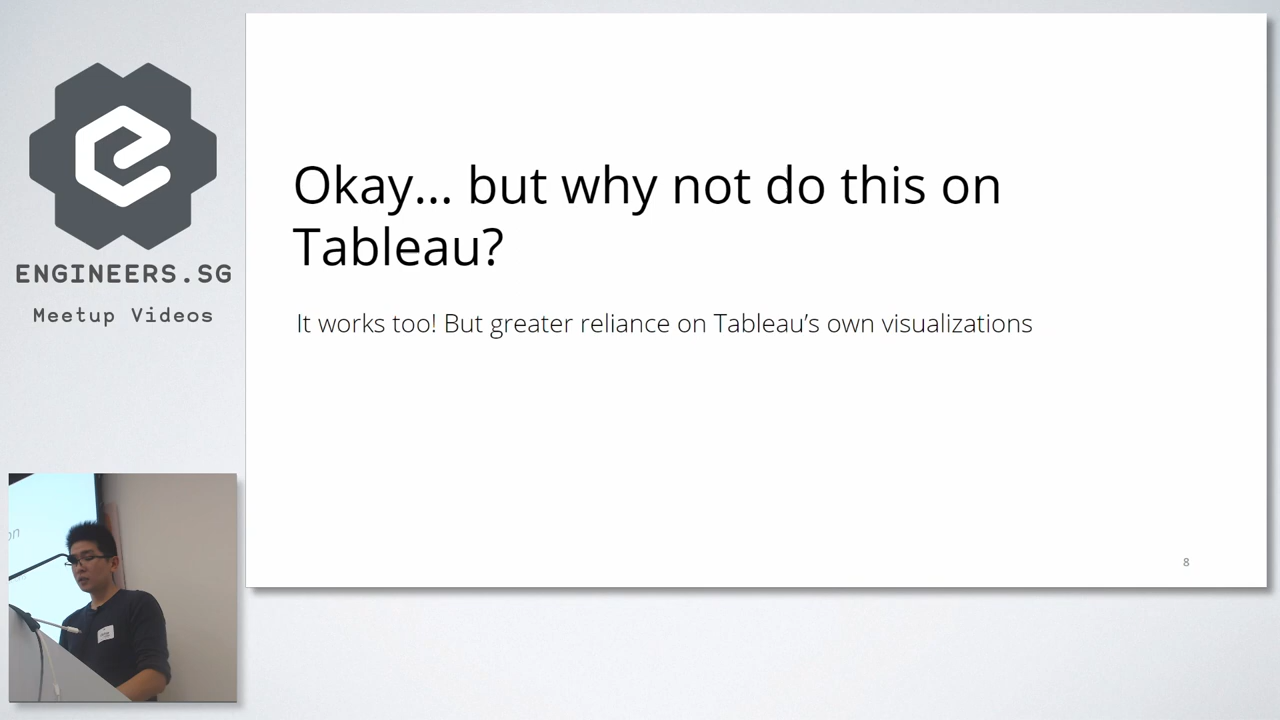 ENGINEERS.SG
Meetup Videos
Okay... but why not do this on
Tableau?
It works too! But greater reliance on Tableau’s own visualizations
8
on